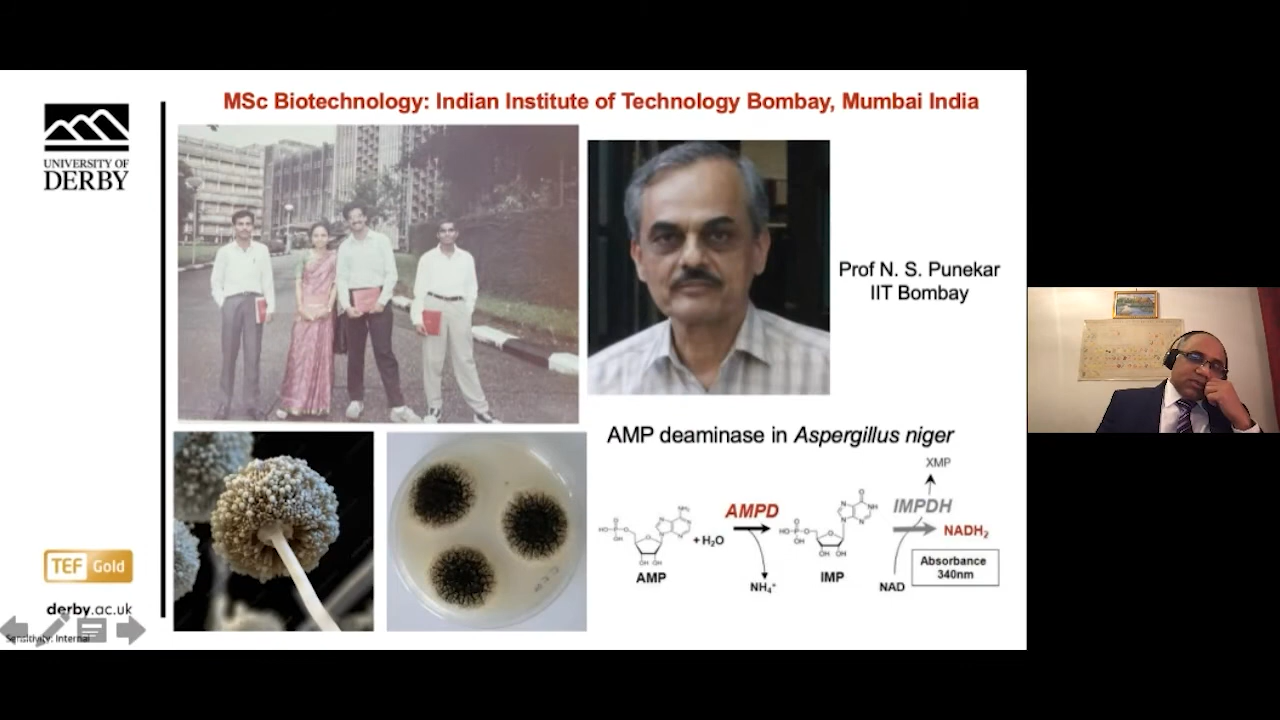 MSc Biotechnology: Indian Institute of Technology Bombay, Mumbai India
UNIVERSITY OF
DERBY
Prof N. S. Punekar
IIT Bombay
AMP deaminase in Aspergillus niger
XMP
AMPD
IMPDH
NADH₂
+H₂O
Absorbance
340nm
AMP
NH₄⁺
IMP
NAD
TEF Gold
derby.ac.uk
Sensitivity: Internal